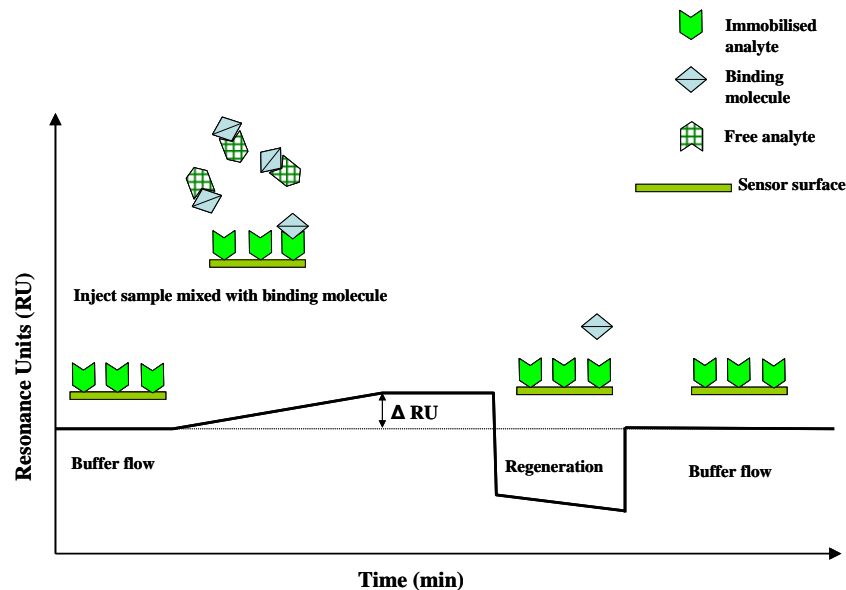 Immobilised
analyte
Binding
molecule
Free analyte
Sensor surface
Resonance Units (RU)
Inject sample mixed with binding molecule
Δ RU
Buffer flow
Regeneration
Buffer flow
Time (min)